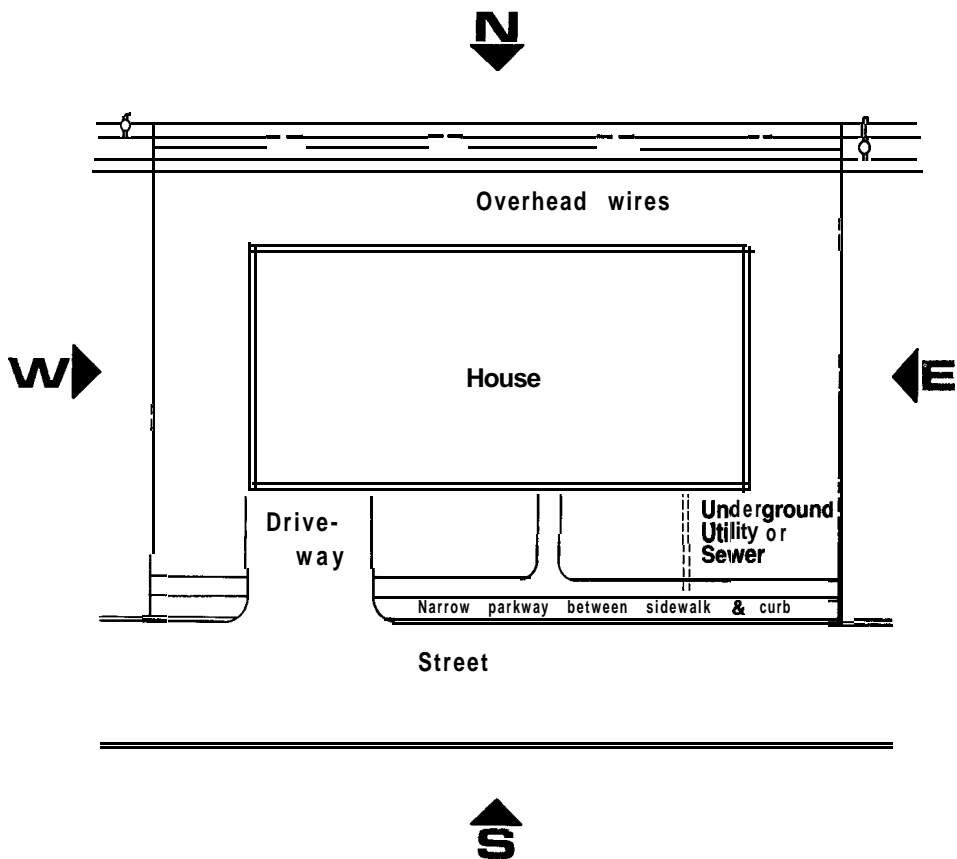 N
Overhead wires
W
House
E
Drive-
way
Underground
Utility or
Sewer
Narrow parkway between sidewalk & curb
Street
S